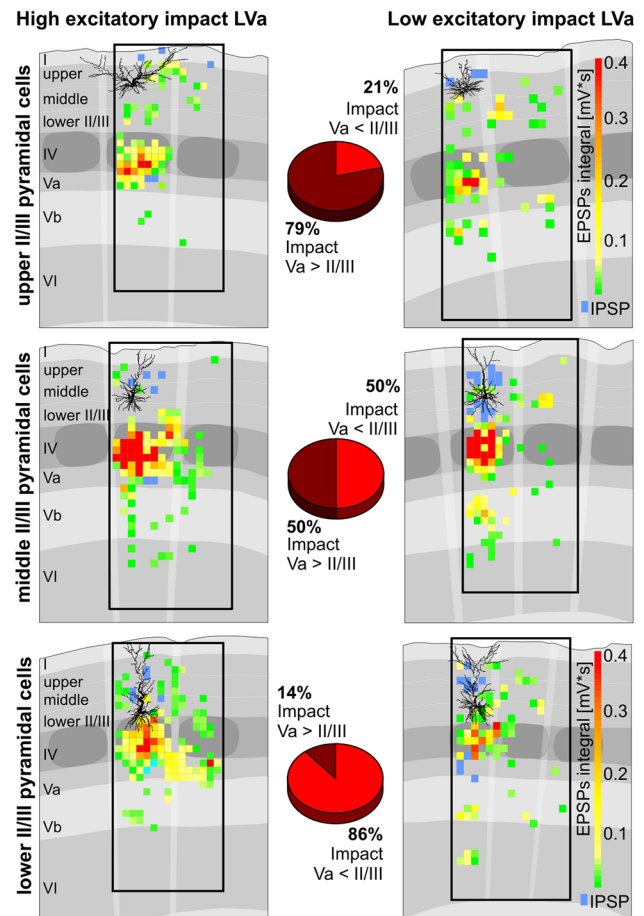 High excitatory impact LVa
Low excitatory impact LVa
upper II/III pyramidal cells
I
upper
middle
lower II/III
IV
Va
Vb
VI
21%
Impact
Va < II/III
79%
Impact
Va > II/III
EPSPs integral [mV*s]
0.4
0.3
0.2
0.1
IPSP
middle II/III pyramidal cells
I
upper
middle
lower II/III
IV
Va
Vb
VI
50%
Impact
Va < II/III
50%
Impact
Va > II/III
lower II/III pyramidal cells
I
upper
middle
lower II/III
IV
Va
Vb
VI
14%
Impact
Va > II/III
86%
Impact
Va < II/III
EPSPs integral [mV*s]
0.4
0.3
0.2
0.1
IPSP